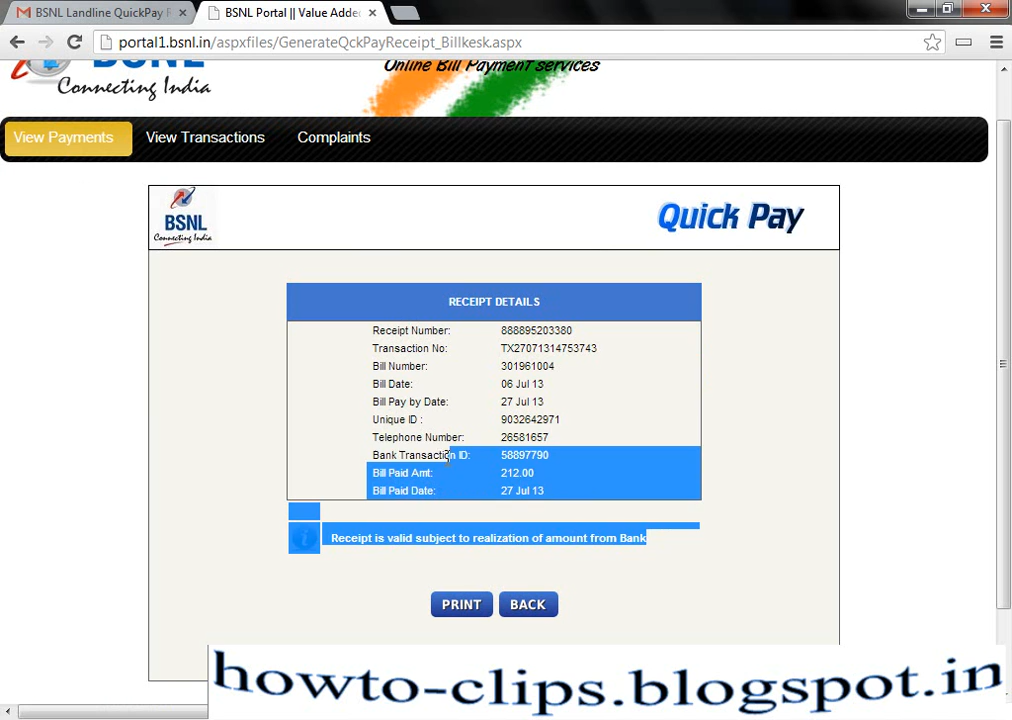 BSNL Landline QuickPay R
BSNL Portal || Value Added
portal1.bsnl.in/aspxfiles/GenerateQckPayReceipt_Billkesk.aspx
BSNL
Connecting India
Online Bill Payment services
View Payments
View Transactions
Complaints
BSNL
Connecting India
Quick Pay
RECEIPT DETAILS
Receipt Number: 888895203380
Transaction No: TX27071314753743
Bill Number: 301961004
Bill Date: 06 Jul 13
Bill Pay by Date: 27 Jul 13
Unique ID : 9032642971
Telephone Number: 26581657
Bank Transaction ID: 58897790
Bill Paid Amt: 212.00
Bill Paid Date: 27 Jul 13
Receipt is valid subject to realization of amount from Bank
PRINT
BACK
howto-clips.blogspot.in